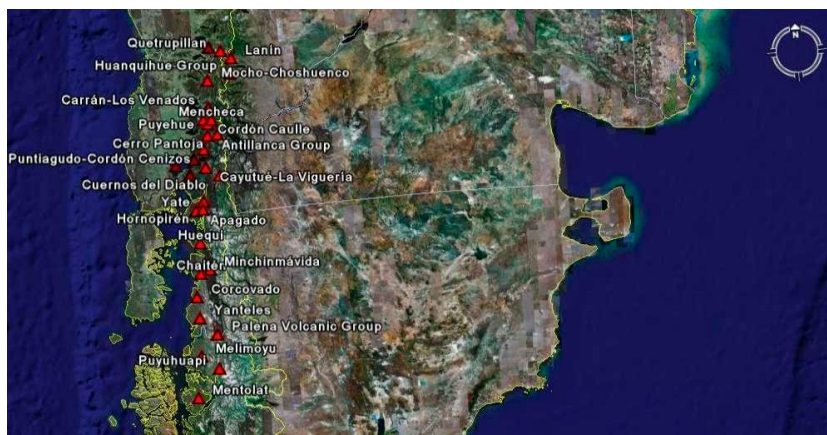 Quetrupillan
Lanin
Huanquihue Group
Mocho-Choshuenco
Carrán-Los Venados
Mencheca
Puyehue
Cordón Caulle
Cerro Pantoja
Antillanca Group
Puntiagudo-Cordón Cenizos
Cayutué-La Viguería
Cuernos del Diablo
Yate
Hornopirén
Apagado
Huequi
Chaitén
Minchinmávida
Corcovado
Yanteles
Palena Volcanic Group
Melimoyu
Puyuhuapi
Mentolat
N